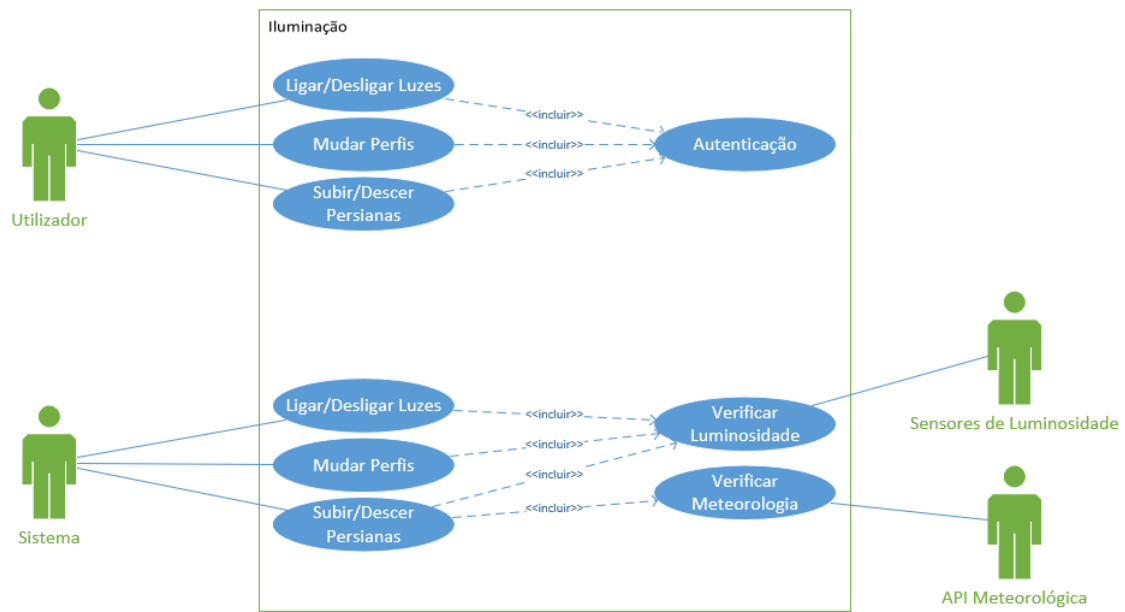 Iluminação
Ligar/Desligar Luzes
<<incluir>>
Mudar Perfis
<<incluir>>
Autenticação
<<incluir>>
Subir/Descer
Persianas
Utilizador
Ligar/Desligar Luzes
<<incluir>>
Verificar
Luminosidade
Sensores de Luminosidade
Mudar Perfis
<<incluir>>
<<incluir>>
Verificar
Meteorologia
Subir/Descer
Persianas
<<incluir>>
Sistema
API Meteorológica